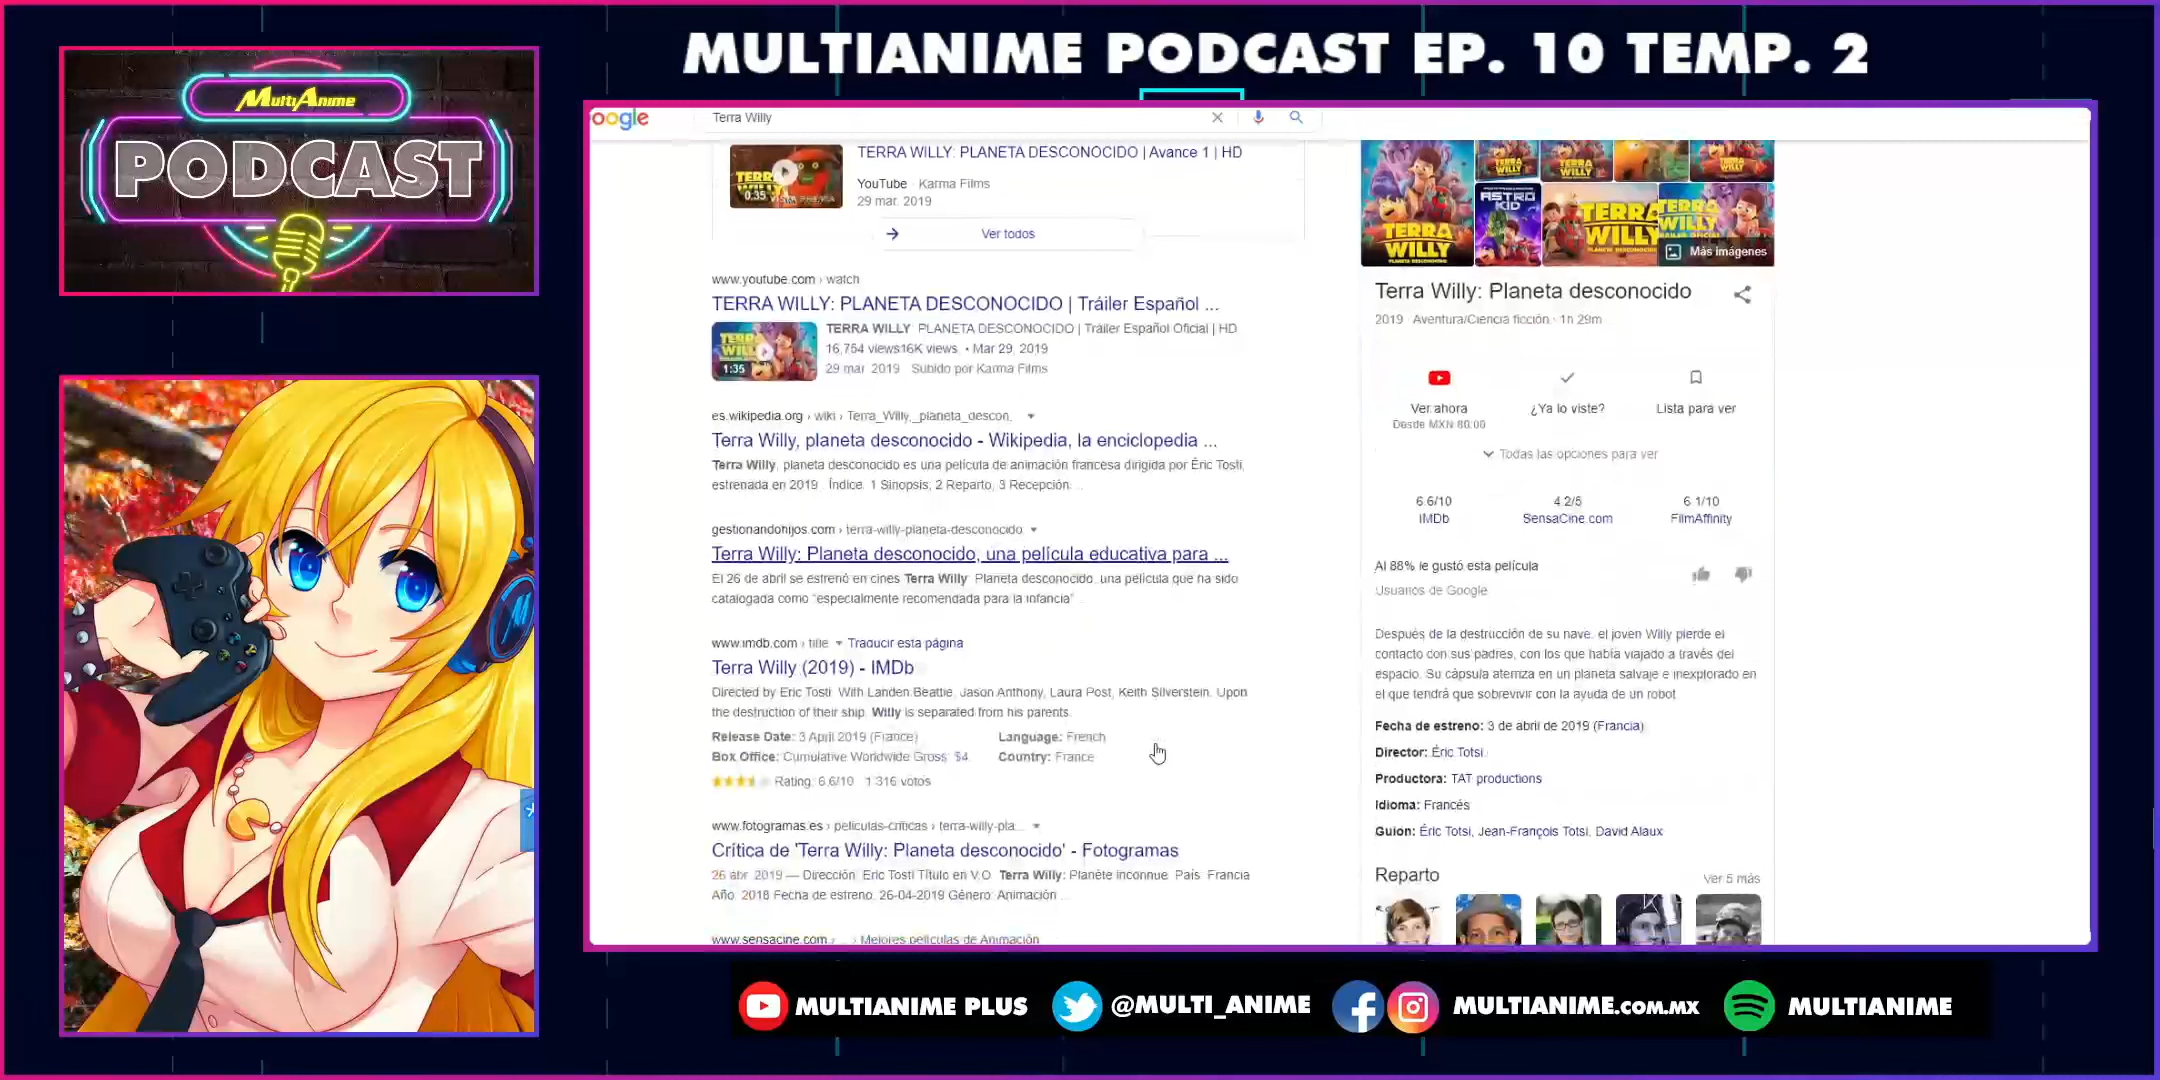 MULTIANIME PODCAST EP. 10 TEMP. 2
MultiAnime
PODCAST
oogle
Terra Willy
TERRA WILLY: PLANETA DESCONOCIDO | Avance 1 | HD
0:35
YouTube · Karma Films
29 mar. 2019
Ver todos
www.youtube.com › watch
TERRA WILLY: PLANETA DESCONOCIDO | Tráiler Español ...
TERRA WILLY PLANETA DESCONOCIDO | Tráiler Español Oficial | HD
16,754 views16K views • Mar 29, 2019
1:35
29 mar. 2019 Subido por Karma Films
es.wikipedia.org › wiki › Terra_Willy,_planeta_descon...
Terra Willy, planeta desconocido - Wikipedia, la enciclopedia ...
Terra Willy, planeta desconocido es una película de animación francesa dirigida por Éric Tosti,
estrenada en 2019. Índice. 1 Sinopsis; 2 Reparto; 3 Recepción ...
gestionandohijos.com › terra-willy-planeta-desconocido
Terra Willy: Planeta desconocido, una película educativa para ...
El 26 de abril se estrenó en cines Terra Willy. Planeta desconocido, una película que ha sido
catalogada como "especialmente recomendada para la infancia" ...
www.imdb.com › title Traducir esta página
Terra Willy (2019) - IMDb
Directed by Eric Tosti. With Landen Beattie, Jason Anthony, Laura Post, Keith Silverstein. Upon
the destruction of their ship, Willy is separated from his parents.
Release Date: 3 April 2019 (France) Language: French
Box Office: Cumulative Worldwide Gross: $4 Country: France
Rating: 6.6/10 · 1 316 votos
www.fotogramas.es › peliculas-criticas › terra-willy-pla...
Crítica de 'Terra Willy: Planeta desconocido' - Fotogramas
26 abr. 2019 — Dirección: Eric Tosti Título en V.O: Terra Willy: Planète inconnue. País: Francia
Año: 2018 Fecha de estreno: 26-04-2019 Género: Animación ...
www.sensacine.com › ... › Mejores películas de Animación
TERRA WILLY
ASTRO KID
TERRA
TERRA WILLY
Más imágenes
Terra Willy: Planeta desconocido
2019 · Aventura/Ciencia ficción · 1h 29m
Ver ahora
Desde MXN 80.00
¿Ya lo viste?
Lista para ver
Todas las opciones para ver
6.6/10 4.2/5 6.1/10
IMDb SensaCine.com FilmAffinity
Al 88% le gustó esta película
Usuarios de Google
Después de la destrucción de su nave, el joven Willy pierde el
contacto con sus padres, con los que había viajado a través del
espacio. Su cápsula aterriza en un planeta salvaje e inexplorado en
el que tendrá que sobrevivir con la ayuda de un robot
Fecha de estreno: 3 de abril de 2019 (Francia)
Director: Éric Totsi
Productora: TAT productions
Idioma: Francés
Guion: Éric Totsi, Jean-François Totsi, David Alaux
Reparto
Ver 5 más
MULTIANIME PLUS
@MULTI_ANIME
MULTIANIME.COM.MX
MULTIANIME